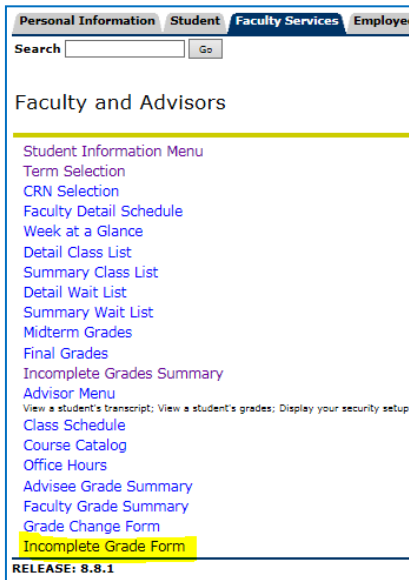 Personal Information Student Faculty Services Employee
Search Go
Faculty and Advisors
Student Information Menu
Term Selection
CRN Selection
Faculty Detail Schedule
Week at a Glance
Detail Class List
Summary Class List
Detail Wait List
Summary Wait List
Midterm Grades
Final Grades
Incomplete Grades Summary
Advisor Menu
View a student's transcript; View a student's grades; Display your security setup
Class Schedule
Course Catalog
Office Hours
Advisee Grade Summary
Faculty Grade Summary
Grade Change Form
Incomplete Grade Form
RELEASE: 8.8.1